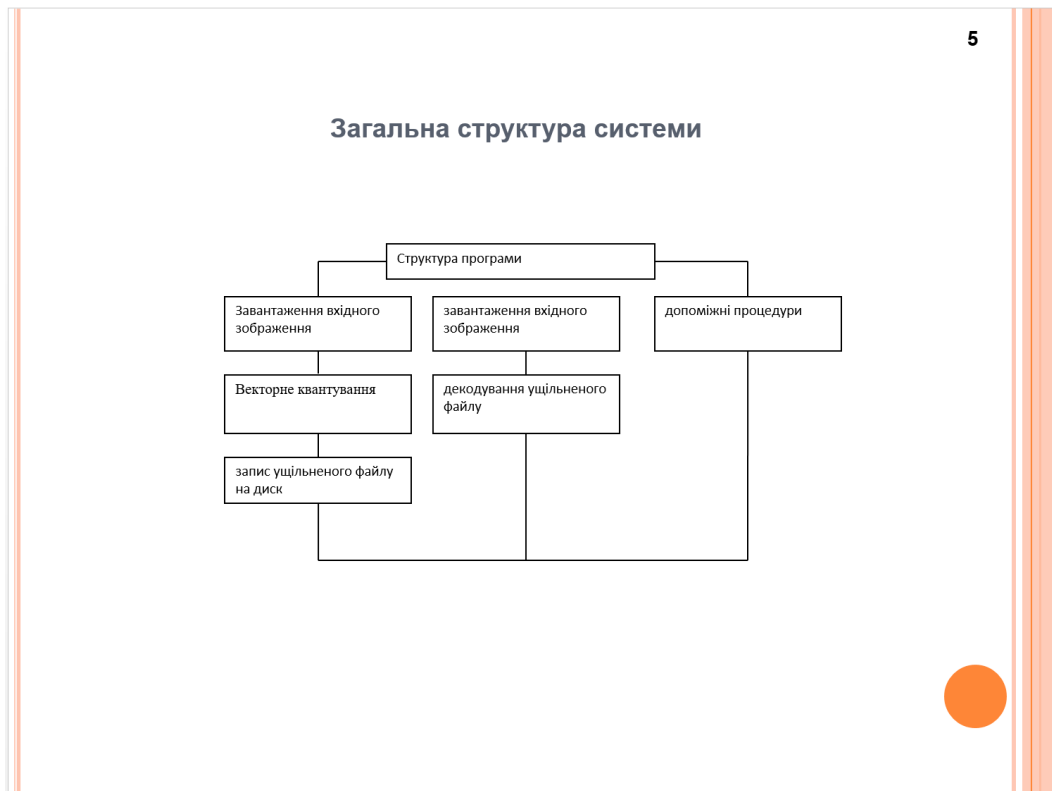 5
Загальна структура системи
Структура програми
Завантаження вхідного
зображення
завантаження вхідного
зображення
допоміжні процедури
Векторне квантування
декодування ущільненого
файлу
запис ущільненого файлу
на диск